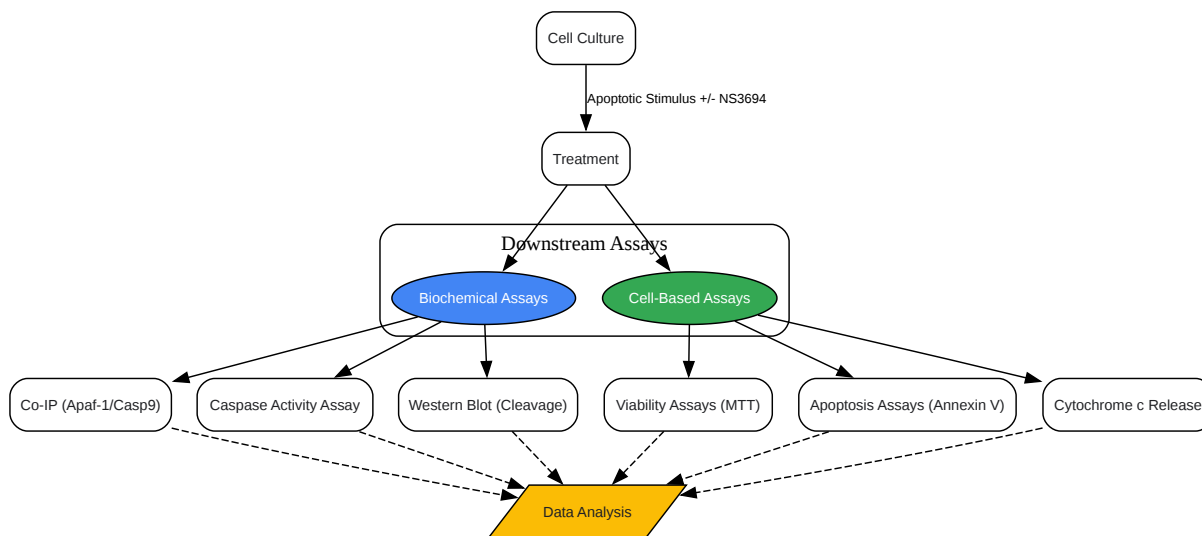 Cell Culture
Apoptotic Stimulus +/- NS3694
Treatment
Downstream Assays
Biochemical Assays
Cell-Based Assays
Co-IP (Apaf-1/Casp9)
Caspase Activity Assay
Western Blot (Cleavage)
Viability Assays (MTT)
Apoptosis Assays (Annexin V)
Cytochrome c Release
Data Analysis